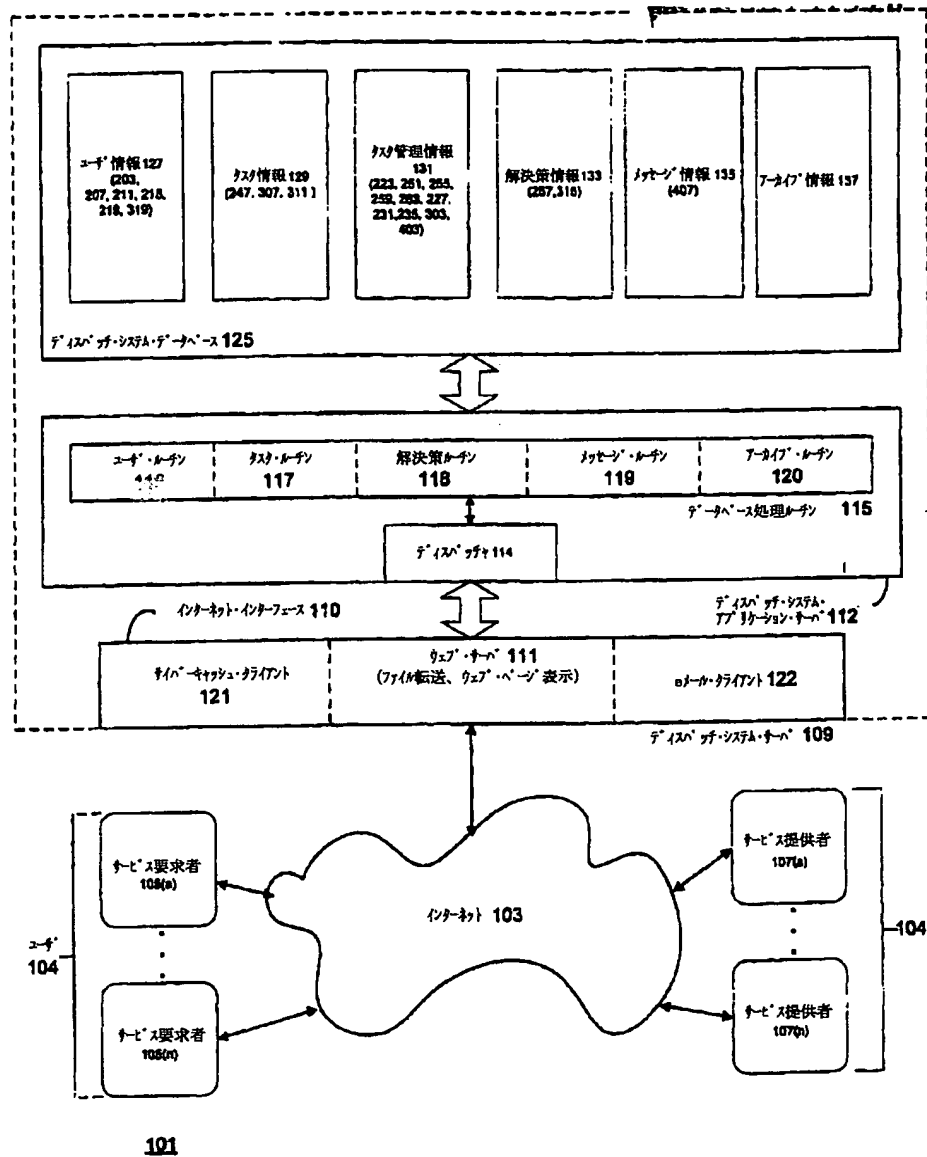 ユーザ情報127
(203,
207, 211, 215,
218, 319)
タスク情報129
(247, 307, 311)
タスク管理情報
131
(223, 251, 255,
259, 263, 227,
231,235, 303,
403)
解決策情報133
(257,315)
メッセージ情報135
(407)
アーカイブ情報137
ディスパッチ・システム・データベース125
ユーザ・ルーチン
タスク・ルーチン
117
解決策ルーチン
118
メッセージ・ルーチン
119
アーカイブ・ルーチン
120
データベース処理ルーチン 115
ディスパッチャ114
インターネット・インターフェース110
ディスパッチ・システム・
アプリケーション・サーバ112
サイバーキャッシュ・クライアント
121
ウェブ・サーバ 111
(ファイル転送、ウェブ・ページ表示)
eメール・クライアント122
ディスパッチ・システム・サーバ 109
サービス要求者
105(a)
サービス提供者
107(a)
インターネット 103
ユーザ
104
104
サービス要求者
105(n)
サービス提供者
107(n)
101